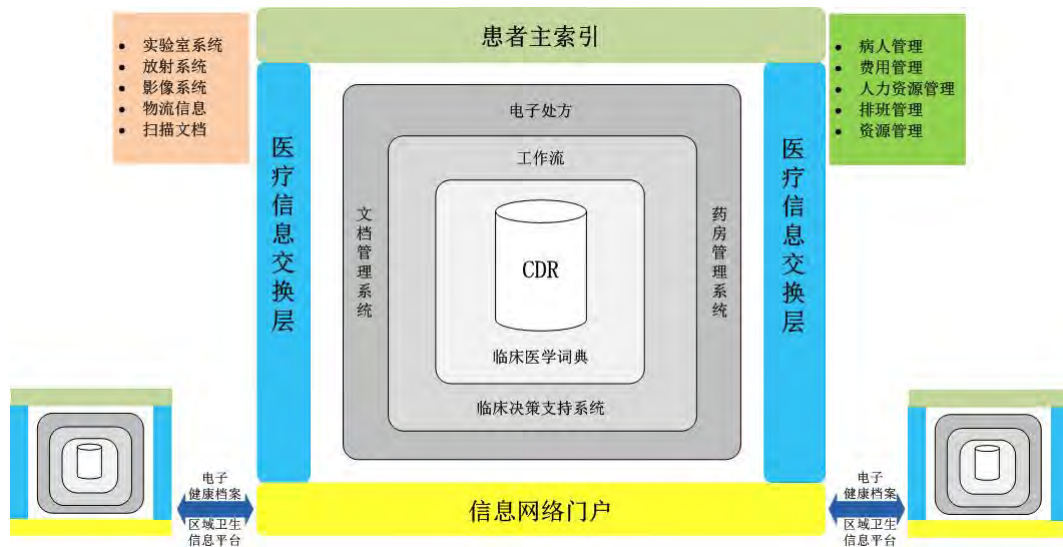 患者主索引
• 实验室系统
• 放射系统
• 影像系统
• 物流信息
• 扫描文档
• 病人管理
• 费用管理
• 人力资源管理
• 排班管理
• 资源管理
医疗信息交换层
电子处方
工作流
文档管理系统
CDR
药房管理系统
临床医学词典
临床决策支持系统
医疗信息交换层
电子
健康档案
区域卫生
信息平台
信息网络门户
电子
健康档案
区域卫生
信息平台